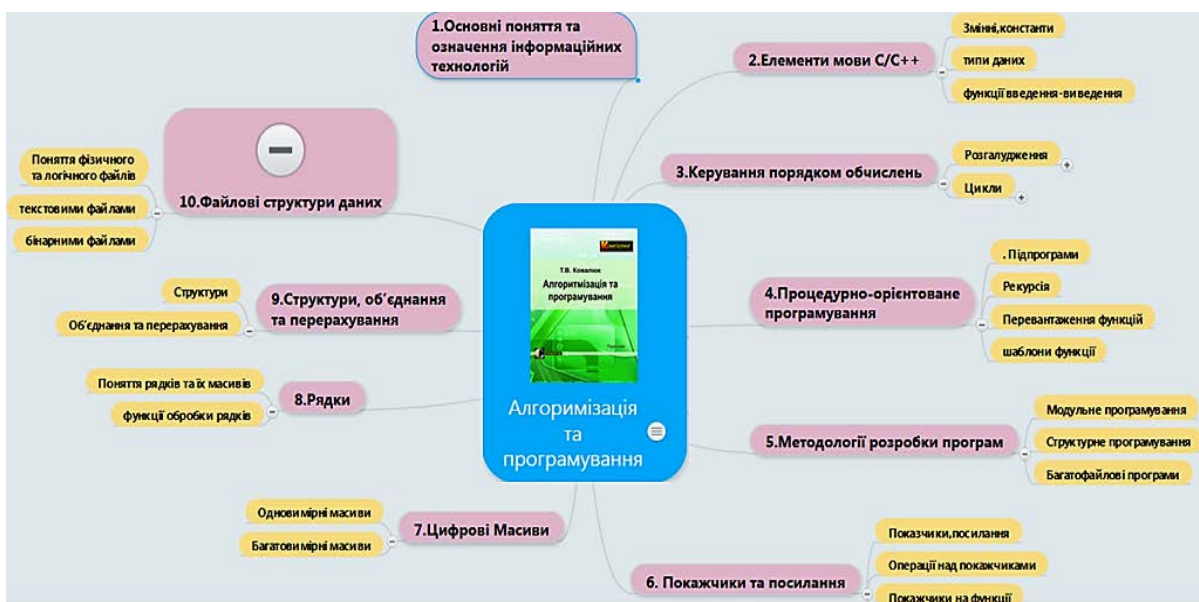 1.Основні поняття та
означення інформаційних
технологій
2.Елементи мови С/С++
Змінні,константи
типи даних
функції введення-виведення
3.Керування порядком обчислень
Розгалудження
Цикли
4.Процедурно-орієнтоване
програмування
. Підпрограми
Рекурсія
Перевантаження функцій
шаблони функції
5.Методології розробки програм
Модульне програмування
Структурне програмування
Багатофайлові програми
6. Покажчики та посилання
Показчики,посилання
Операції над покажчиками
Покажчики на функції
7.Цифрові Масиви
Одновимірні масиви
Багатовимірні масиви
8.Рядки
Поняття рядків та їх масивів
функції обробки рядків
9.Структури, об'єднання
та перерахування
Структури
Об'єднання та перерахування
10.Файлові структури даних
Поняття фізичного
та логічного файлів
текстовими файлами
бінарними файлами
Т.В. Ковалюк
Алгоритмізація та
програмування
Алгоримізація
та
програмування